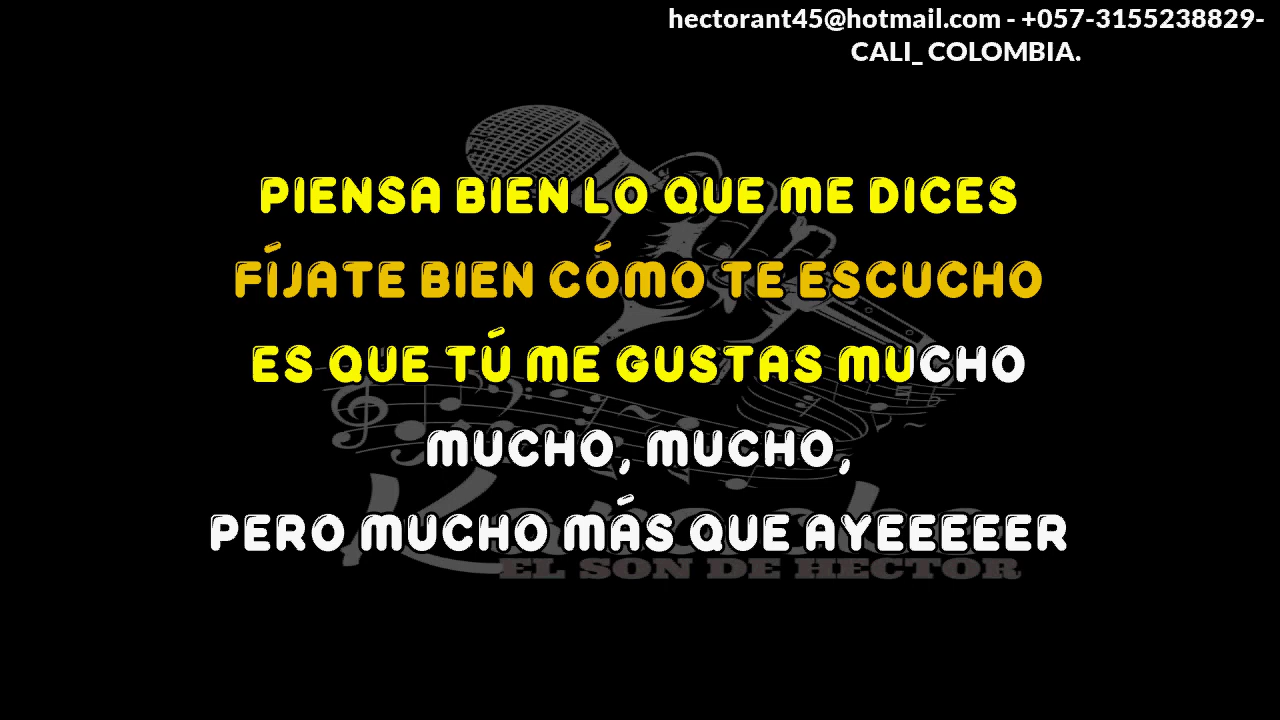 hectorant45@hotmail.com - +057-3155238829-
CALI_ COLOMBIA.
PIENSA BIEN LO QUE ME DICES
FÍJATE BIEN CÓMO TE ESCUCHO
ES QUE TÚ ME GUSTAS MUCHO
MUCHO, MUCHO,
PERO MUCHO MÁS QUE AYEEEEER
Karaoke
EL SON DE HECTOR